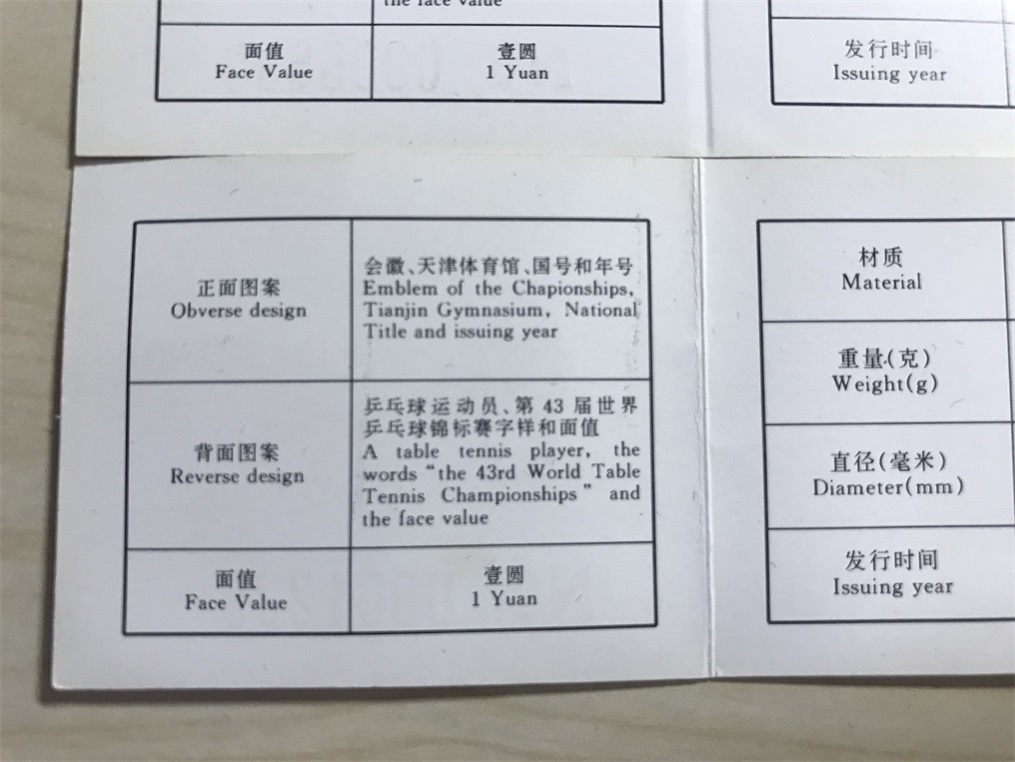 the face value
面值
Face Value
壹圆
1 Yuan
发行时间
Issuing year
正面图案
Obverse design
会徽、天津体育馆、国号和年号
Emblem of the Chapionships,
Tianjin Gymnasium, National
Title and issuing year
背面图案
Reverse design
乒乓球运动员、第 43 届世界
乒乓球锦标赛字样和面值
A table tennis player, the
words "the 43rd World Table
Tennis Championships" and
the face value
面值
Face Value
壹圆
1 Yuan
材质
Material
重量(克)
Weight(g)
直径(毫米)
Diameter(mm)
发行时间
Issuing year